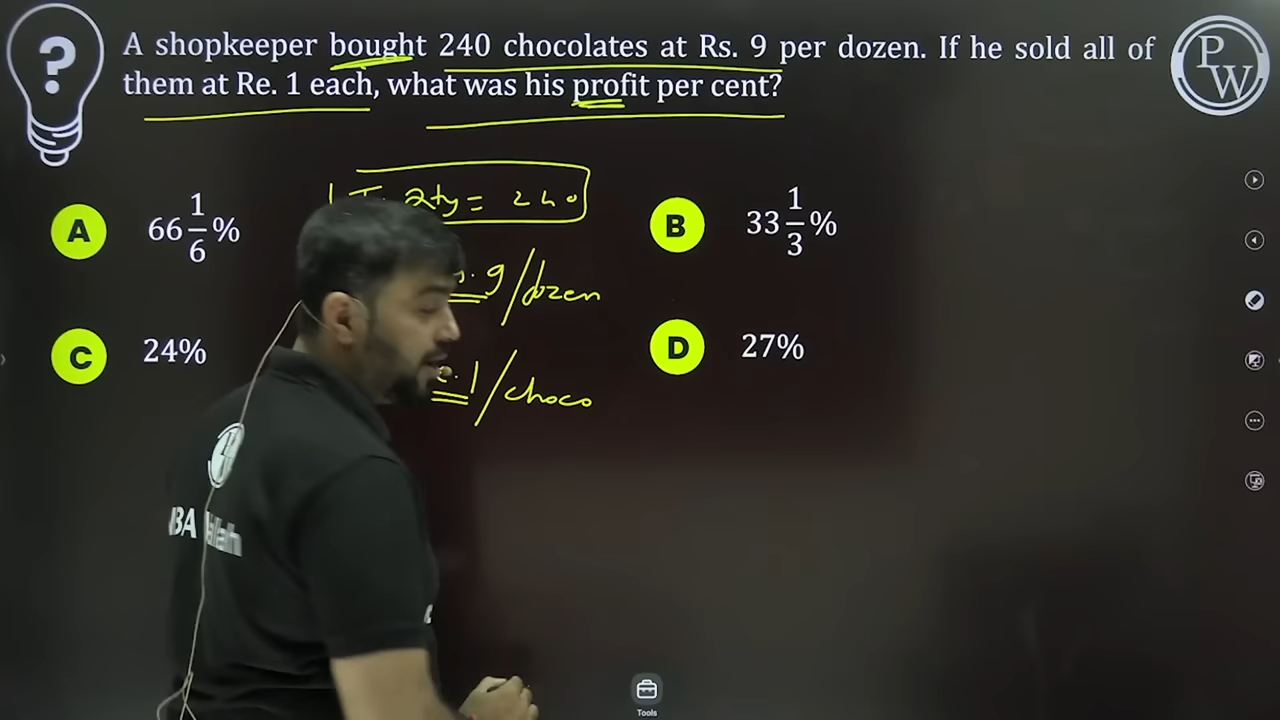 A shopkeeper bought 240 chocolates at Rs. 9 per dozen. If he sold all of
them at Re. 1 each, what was his profit per cent?
PW
qty = 240
A 66 1/6 %
B 33 1/3 %
9/dozen
C 24%
D 27%
1/choco
Tools